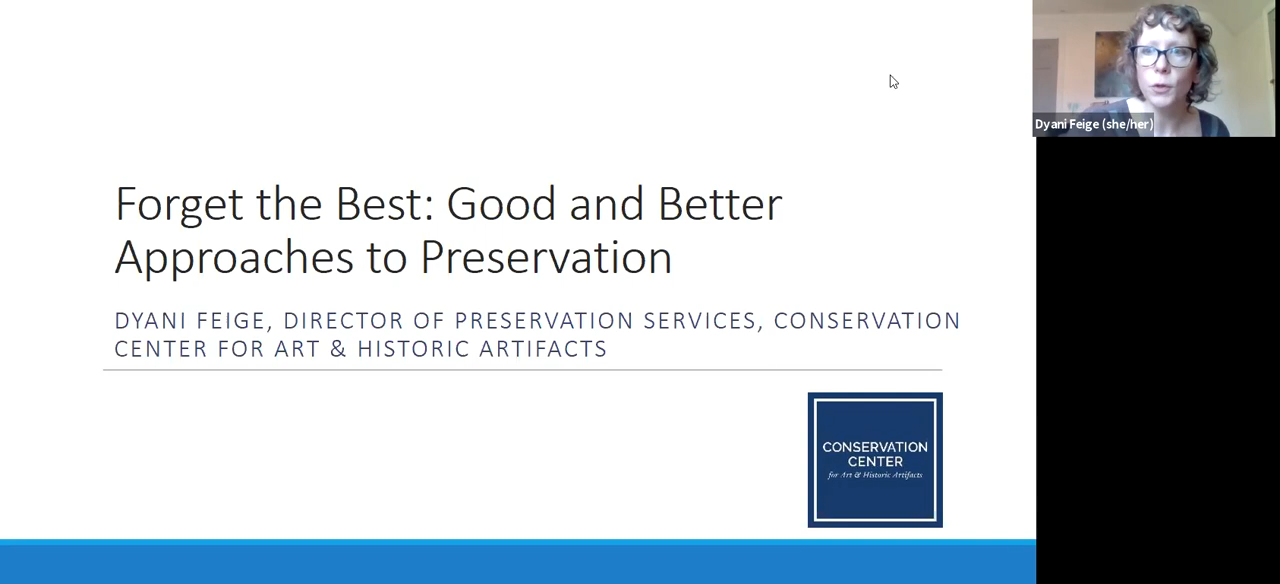 Forget the Best: Good and Better
Approaches to Preservation
DYANI FEIGE, DIRECTOR OF PRESERVATION SERVICES, CONSERVATION
CENTER FOR ART & HISTORIC ARTIFACTS
CONSERVATION
CENTER
for Art & Historic Artifacts
Dyani Feige (she/her)